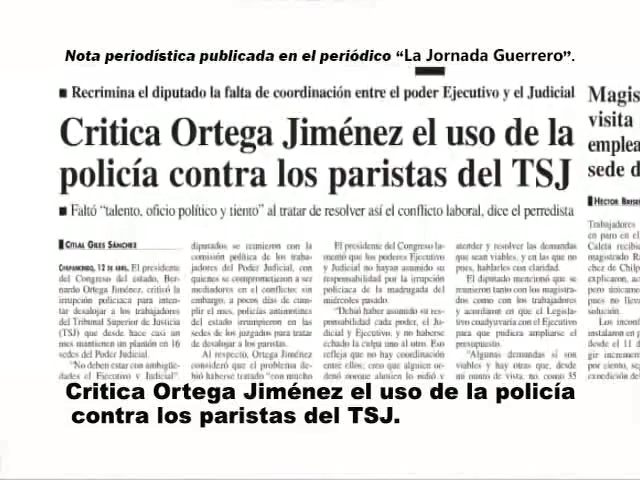 Nota periodística publicada en el periódico “La Jornada Guerrero”.
■ Recrimina el diputado la falta de coordinación entre el poder Ejecutivo y el Judicial
Critica Ortega Jiménez el uso de la
policía contra los paristas del TSJ
■ Faltó “talento, oficio político y tiento” al tratar de resolver así el conflicto laboral, dice el perredista
■ CITLAL GILES SÁNCHEZ
CHILPANCINGO, 12 DE ABRIL. El presidente
del Congreso del estado, Ber-
nardo Ortega Jiménez, criticó la
irrupción policiaca para inten-
tar desalojar a los trabajadores
del Tribunal Superior de Justicia
(TSJ) que desde hace casi un
mes mantienen un plantón en 16
sedes del Poder Judicial.
“No deben estar con ambigüe-
dades el Ejecutivo y Judicial”.
diputados se reunieron con la
comisión política de los traba-
jadores del Poder Judicial, con
quienes se comprometieron a ser
mediadores en el conflicto; sin
embargo, a pocos días de cum-
plir el mes, policías antimotines
del estado irrumpieron en las
sedes de los juzgados para tratar
de desalojar a los paristas.
Al respecto, Ortega Jiménez
consideró que el problema de-
bió haberse tratado “con mucho
El presidente del Congreso la-
mentó que los poderes Ejecutivo
y Judicial no hayan asumido su
responsabilidad por la irrupción
policiaca de la madrugada del
miércoles pasado.
“Debió haber asumido su res-
ponsabilidad cada poder, el Ju-
dicial y Ejecutivo, y no haberse
echado la culpa uno al otro. Eso
refleja que no hay coordinación
entre ellos; creo que alguien or-
denó porque alguien lo pidió y
atender y resolver las demandas
que sean viables, y en las que no
pues, hablarles con claridad.
El diputado mencionó que se
reunieron tanto con los magistra-
dos como con los trabajadores
y acordaron en que el Legisla-
tivo coadyuvaría con el Ejecutivo
para que pudiera ampliarse el
presupuesto.
“Algunas demandas sí son
viables y hay otras que, desde
mi punto de vista, no, como 35
Magis
visita
emplea
sede d
■ HÉCTOR BRISE
Trabajadores
en paro en el
Caleta recibi
magistrado Ra
chez de Chilp
explicaron, ac
pues no lleva
solución.
Los inconf
instalaron e
desde el 11 d
gir incremen
por ciento, se
expedición del
Critica Ortega Jiménez el uso de la policía
contra los paristas del TSJ.